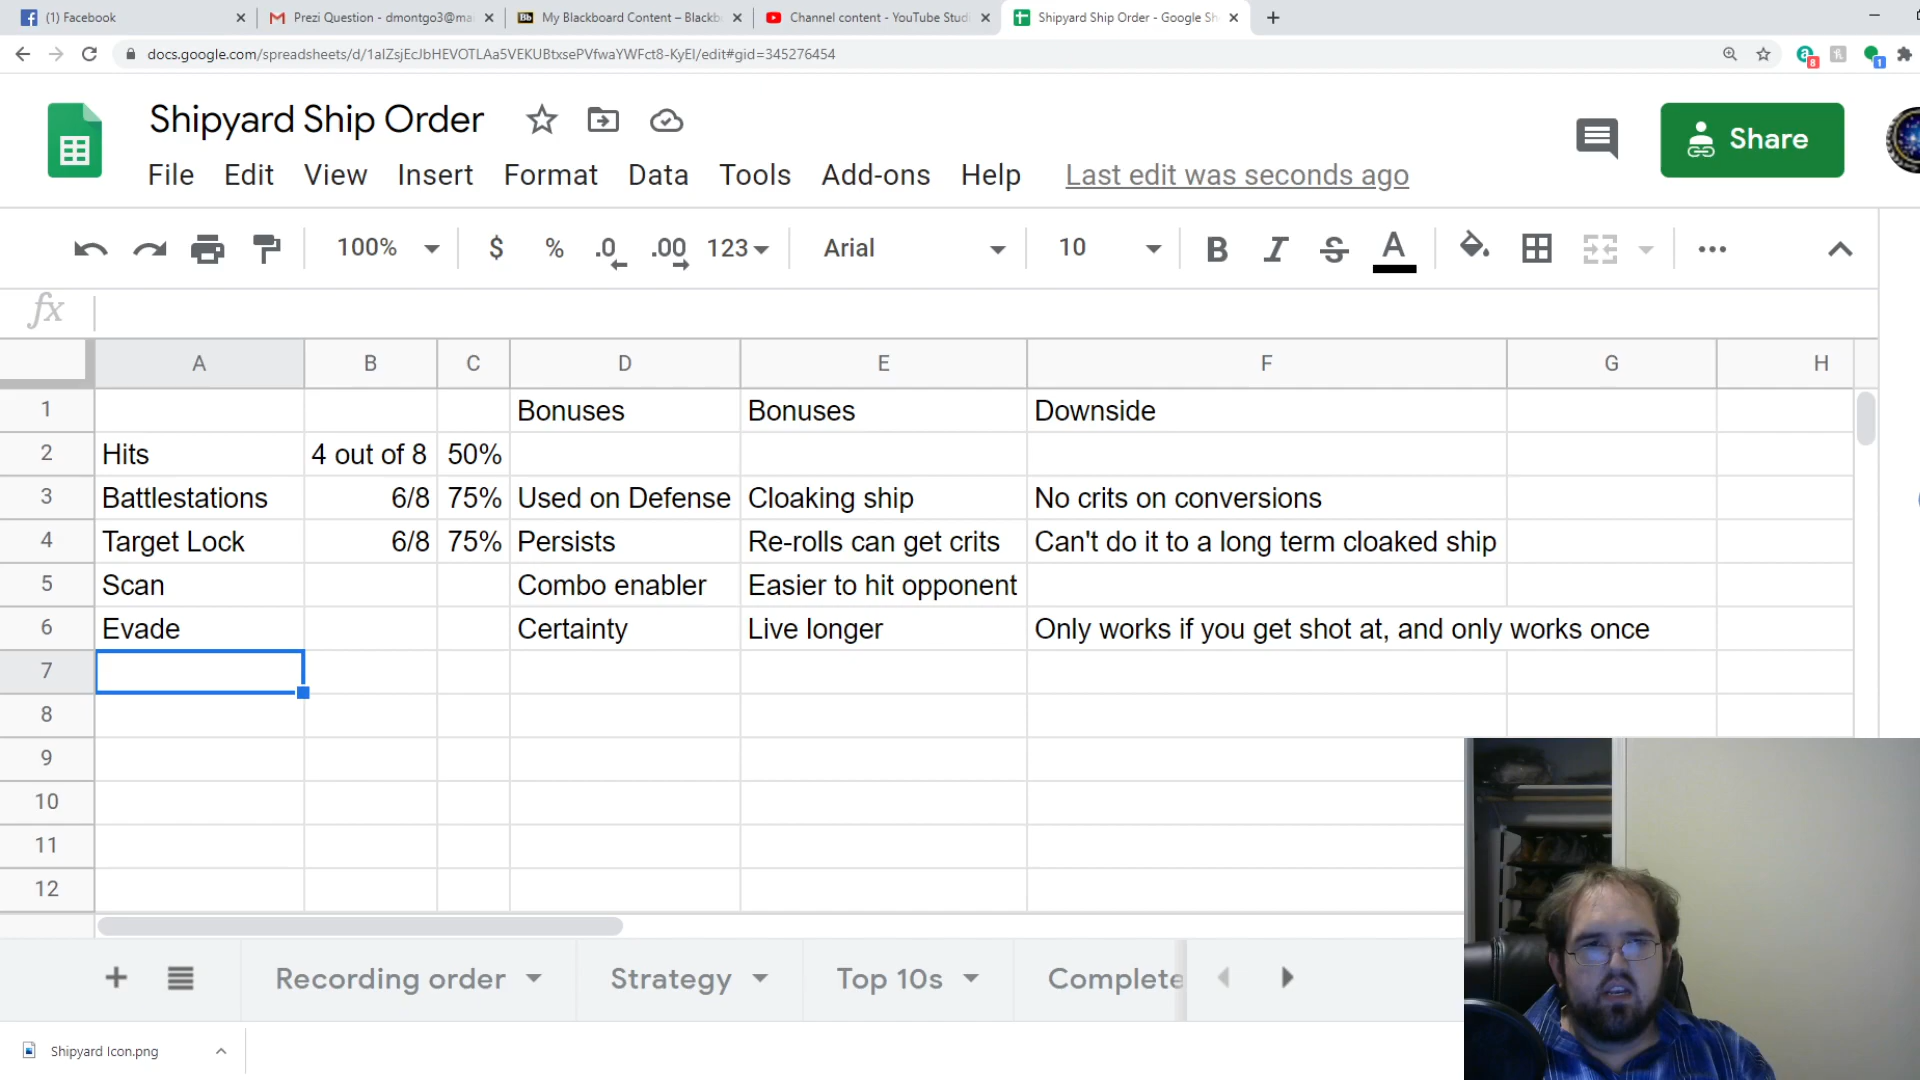 (1) Facebook
Prezi Question - dmontgo3@ma
My Blackboard Content – Blackb
Channel content - YouTube Studi
Shipyard Ship Order - Google Sh
docs.google.com/spreadsheets/d/1aIZsjEcJbHEVOTLAa5VEKUBtxsePVfwaYWFct8-KyEI/edit#gid=345276454
8
1
Shipyard Ship Order
Share
File Edit View Insert Format Data Tools Add-ons Help Last edit was seconds ago
100% $ % .0 .00 123 Arial 10 B I S A
fx
A B C D E F G H
1 Bonuses Bonuses Downside
2 Hits 4 out of 8 50%
3 Battlestations 6/8 75% Used on Defense Cloaking ship No crits on conversions
4 Target Lock 6/8 75% Persists Re-rolls can get crits Can't do it to a long term cloaked ship
5 Scan Combo enabler Easier to hit opponent
6 Evade Certainty Live longer Only works if you get shot at, and only works once
7
8
9
10
11
12
Recording order Strategy Top 10s Complete
Shipyard Icon.png